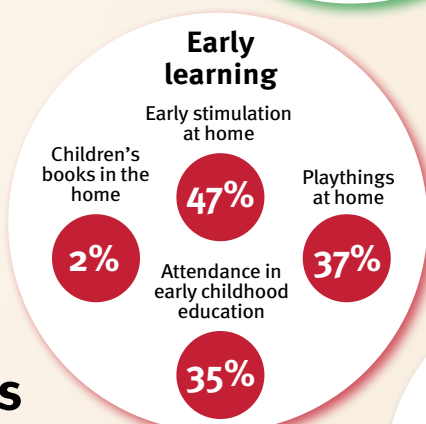 Early
learning
Early stimulation
at home
47%
Children's
books in the
home
2%
Playthings
at home
37%
Attendance in
early childhood
education
35%
s